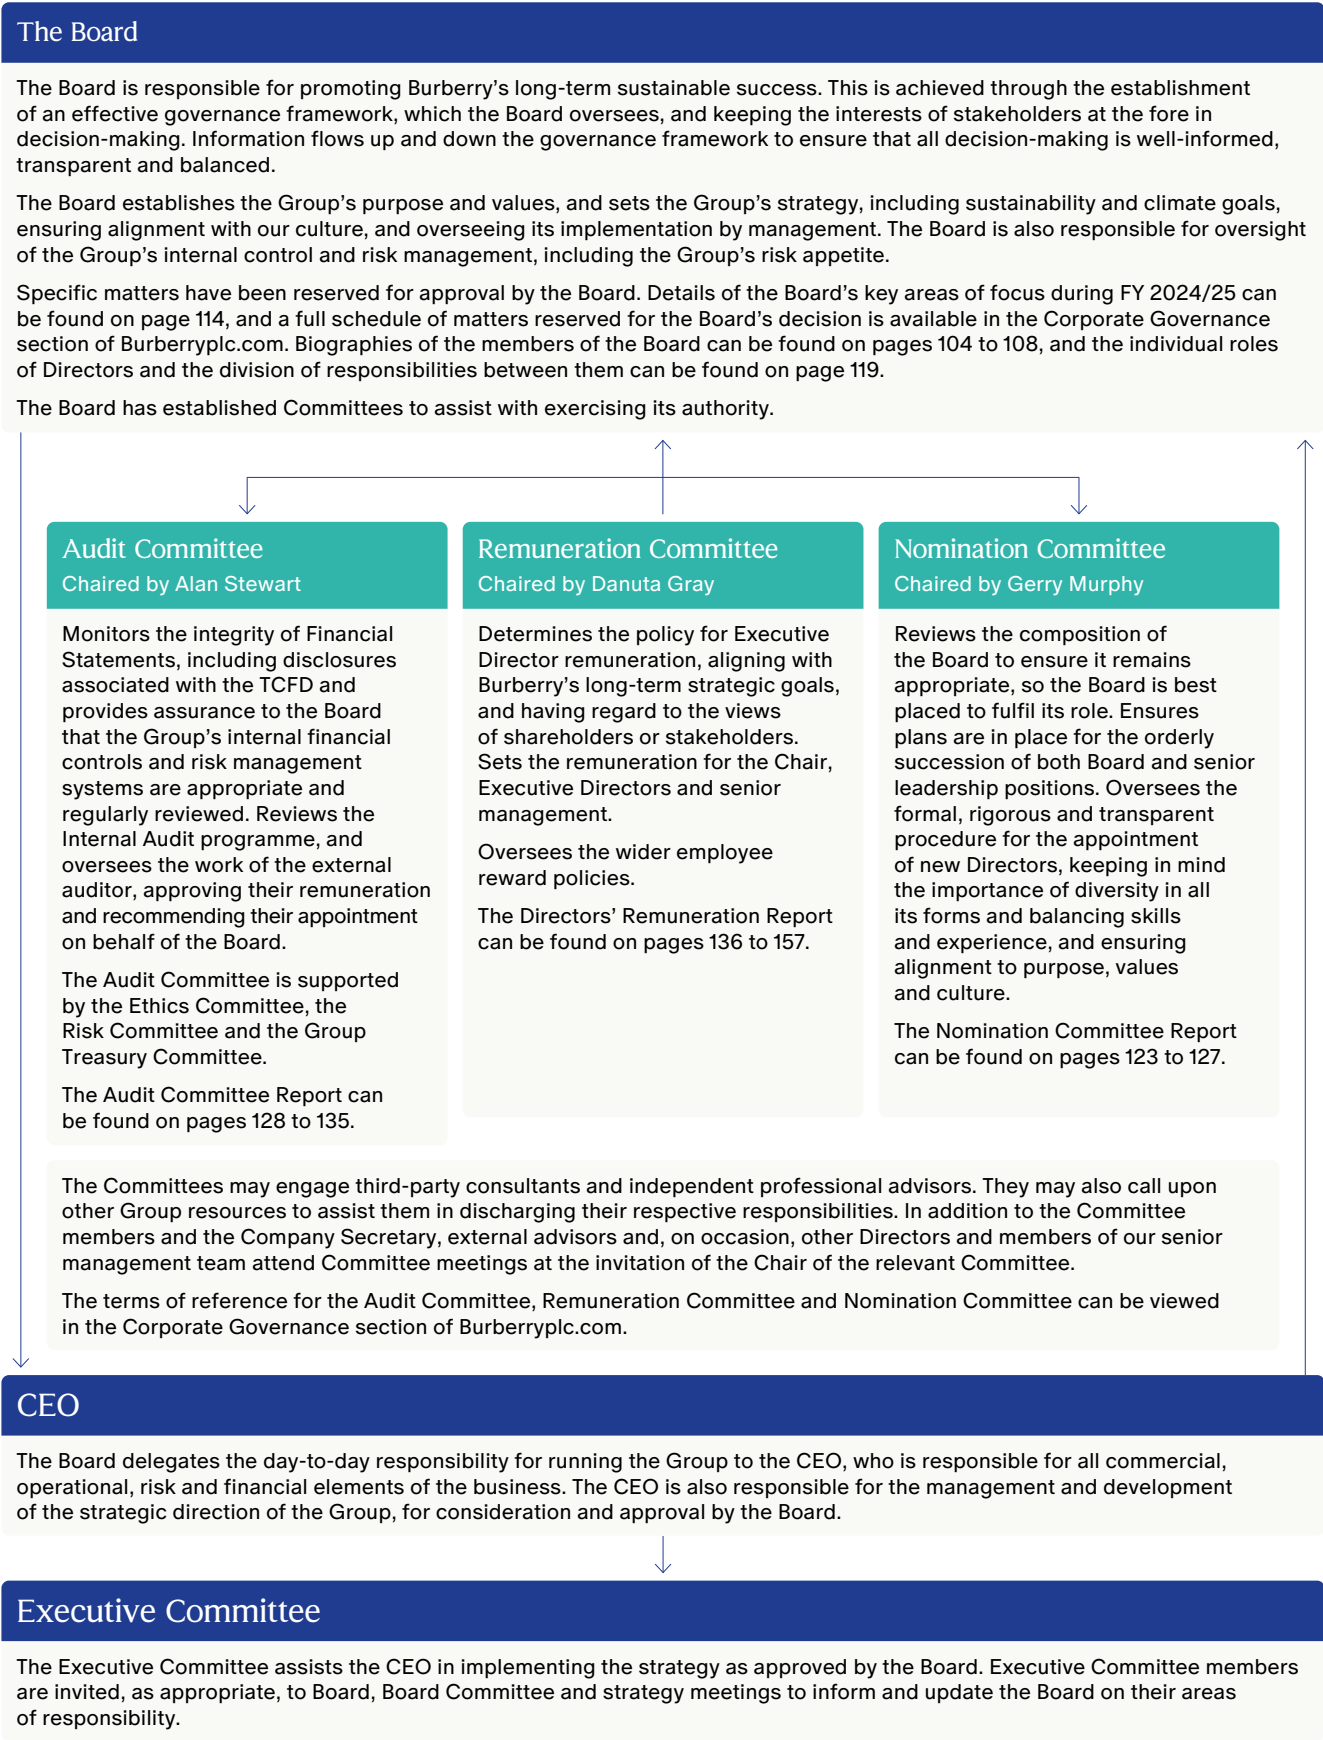 The Board
The Board is responsible for promoting Burberry’s long-term sustainable success. This is achieved through the establishment
of an effective governance framework, which the Board oversees, and keeping the interests of stakeholders at the fore in
decision-making. Information flows up and down the governance framework to ensure that all decision-making is well-informed,
transparent and balanced.
The Board establishes the Group’s purpose and values, and sets the Group’s strategy, including sustainability and climate goals,
ensuring alignment with our culture, and overseeing its implementation by management. The Board is also responsible for oversight
of the Group’s internal control and risk management, including the Group’s risk appetite.
Specific matters have been reserved for approval by the Board. Details of the Board’s key areas of focus during FY 2024/25 can
be found on page 114, and a full schedule of matters reserved for the Board’s decision is available in the Corporate Governance
section of Burberryplc.com. Biographies of the members of the Board can be found on pages 104 to 108, and the individual roles
of Directors and the division of responsibilities between them can be found on page 119.
The Board has established Committees to assist with exercising its authority.
Audit Committee
Chaired by Alan Stewart
Monitors the integrity of Financial
Statements, including disclosures
associated with the TCFD and
provides assurance to the Board
that the Group’s internal financial
controls and risk management
systems are appropriate and
regularly reviewed. Reviews the
Internal Audit programme, and
oversees the work of the external
auditor, approving their remuneration
and recommending their appointment
on behalf of the Board.
The Audit Committee is supported
by the Ethics Committee, the
Risk Committee and the Group
Treasury Committee.
The Audit Committee Report can
be found on pages 128 to 135.
Remuneration Committee
Chaired by Danuta Gray
Determines the policy for Executive
Director remuneration, aligning with
Burberry’s long-term strategic goals,
and having regard to the views
of shareholders or stakeholders.
Sets the remuneration for the Chair,
Executive Directors and senior
management.
Oversees the wider employee
reward policies.
The Directors’ Remuneration Report
can be found on pages 136 to 157.
Nomination Committee
Chaired by Gerry Murphy
Reviews the composition of
the Board to ensure it remains
appropriate, so the Board is best
placed to fulfil its role. Ensures
plans are in place for the orderly
succession of both Board and senior
leadership positions. Oversees the
formal, rigorous and transparent
procedure for the appointment
of new Directors, keeping in mind
the importance of diversity in all
its forms and balancing skills
and experience, and ensuring
alignment to purpose, values
and culture.
The Nomination Committee Report
can be found on pages 123 to 127.
The Committees may engage third-party consultants and independent professional advisors. They may also call upon
other Group resources to assist them in discharging their respective responsibilities. In addition to the Committee
members and the Company Secretary, external advisors and, on occasion, other Directors and members of our senior
management team attend Committee meetings at the invitation of the Chair of the relevant Committee.
The terms of reference for the Audit Committee, Remuneration Committee and Nomination Committee can be viewed
in the Corporate Governance section of Burberryplc.com.
CEO
The Board delegates the day-to-day responsibility for running the Group to the CEO, who is responsible for all commercial,
operational, risk and financial elements of the business. The CEO is also responsible for the management and development
of the strategic direction of the Group, for consideration and approval by the Board.
Executive Committee
The Executive Committee assists the CEO in implementing the strategy as approved by the Board. Executive Committee members
are invited, as appropriate, to Board, Board Committee and strategy meetings to inform and update the Board on their areas
of responsibility.